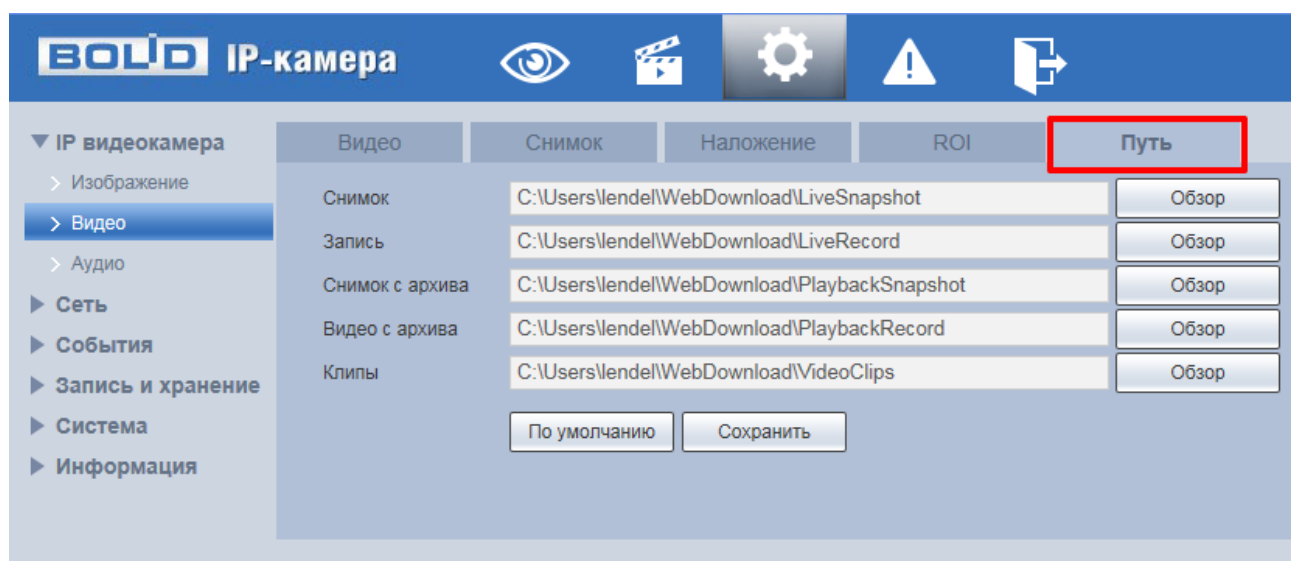 BOLID IP-камера
IP видеокамера
Изображение
Видео
Аудио
Сеть
События
Запись и хранение
Система
Информация
Видео Снимок Наложение ROI Путь
Снимок C:\Users\lendel\WebDownload\LiveSnapshot Обзор
Запись C:\Users\lendel\WebDownload\LiveRecord Обзор
Снимок с архива C:\Users\lendel\WebDownload\PlaybackSnapshot Обзор
Видео с архива C:\Users\lendel\WebDownload\PlaybackRecord Обзор
Клипы C:\Users\lendel\WebDownload\VideoClips Обзор
По умолчанию Сохранить